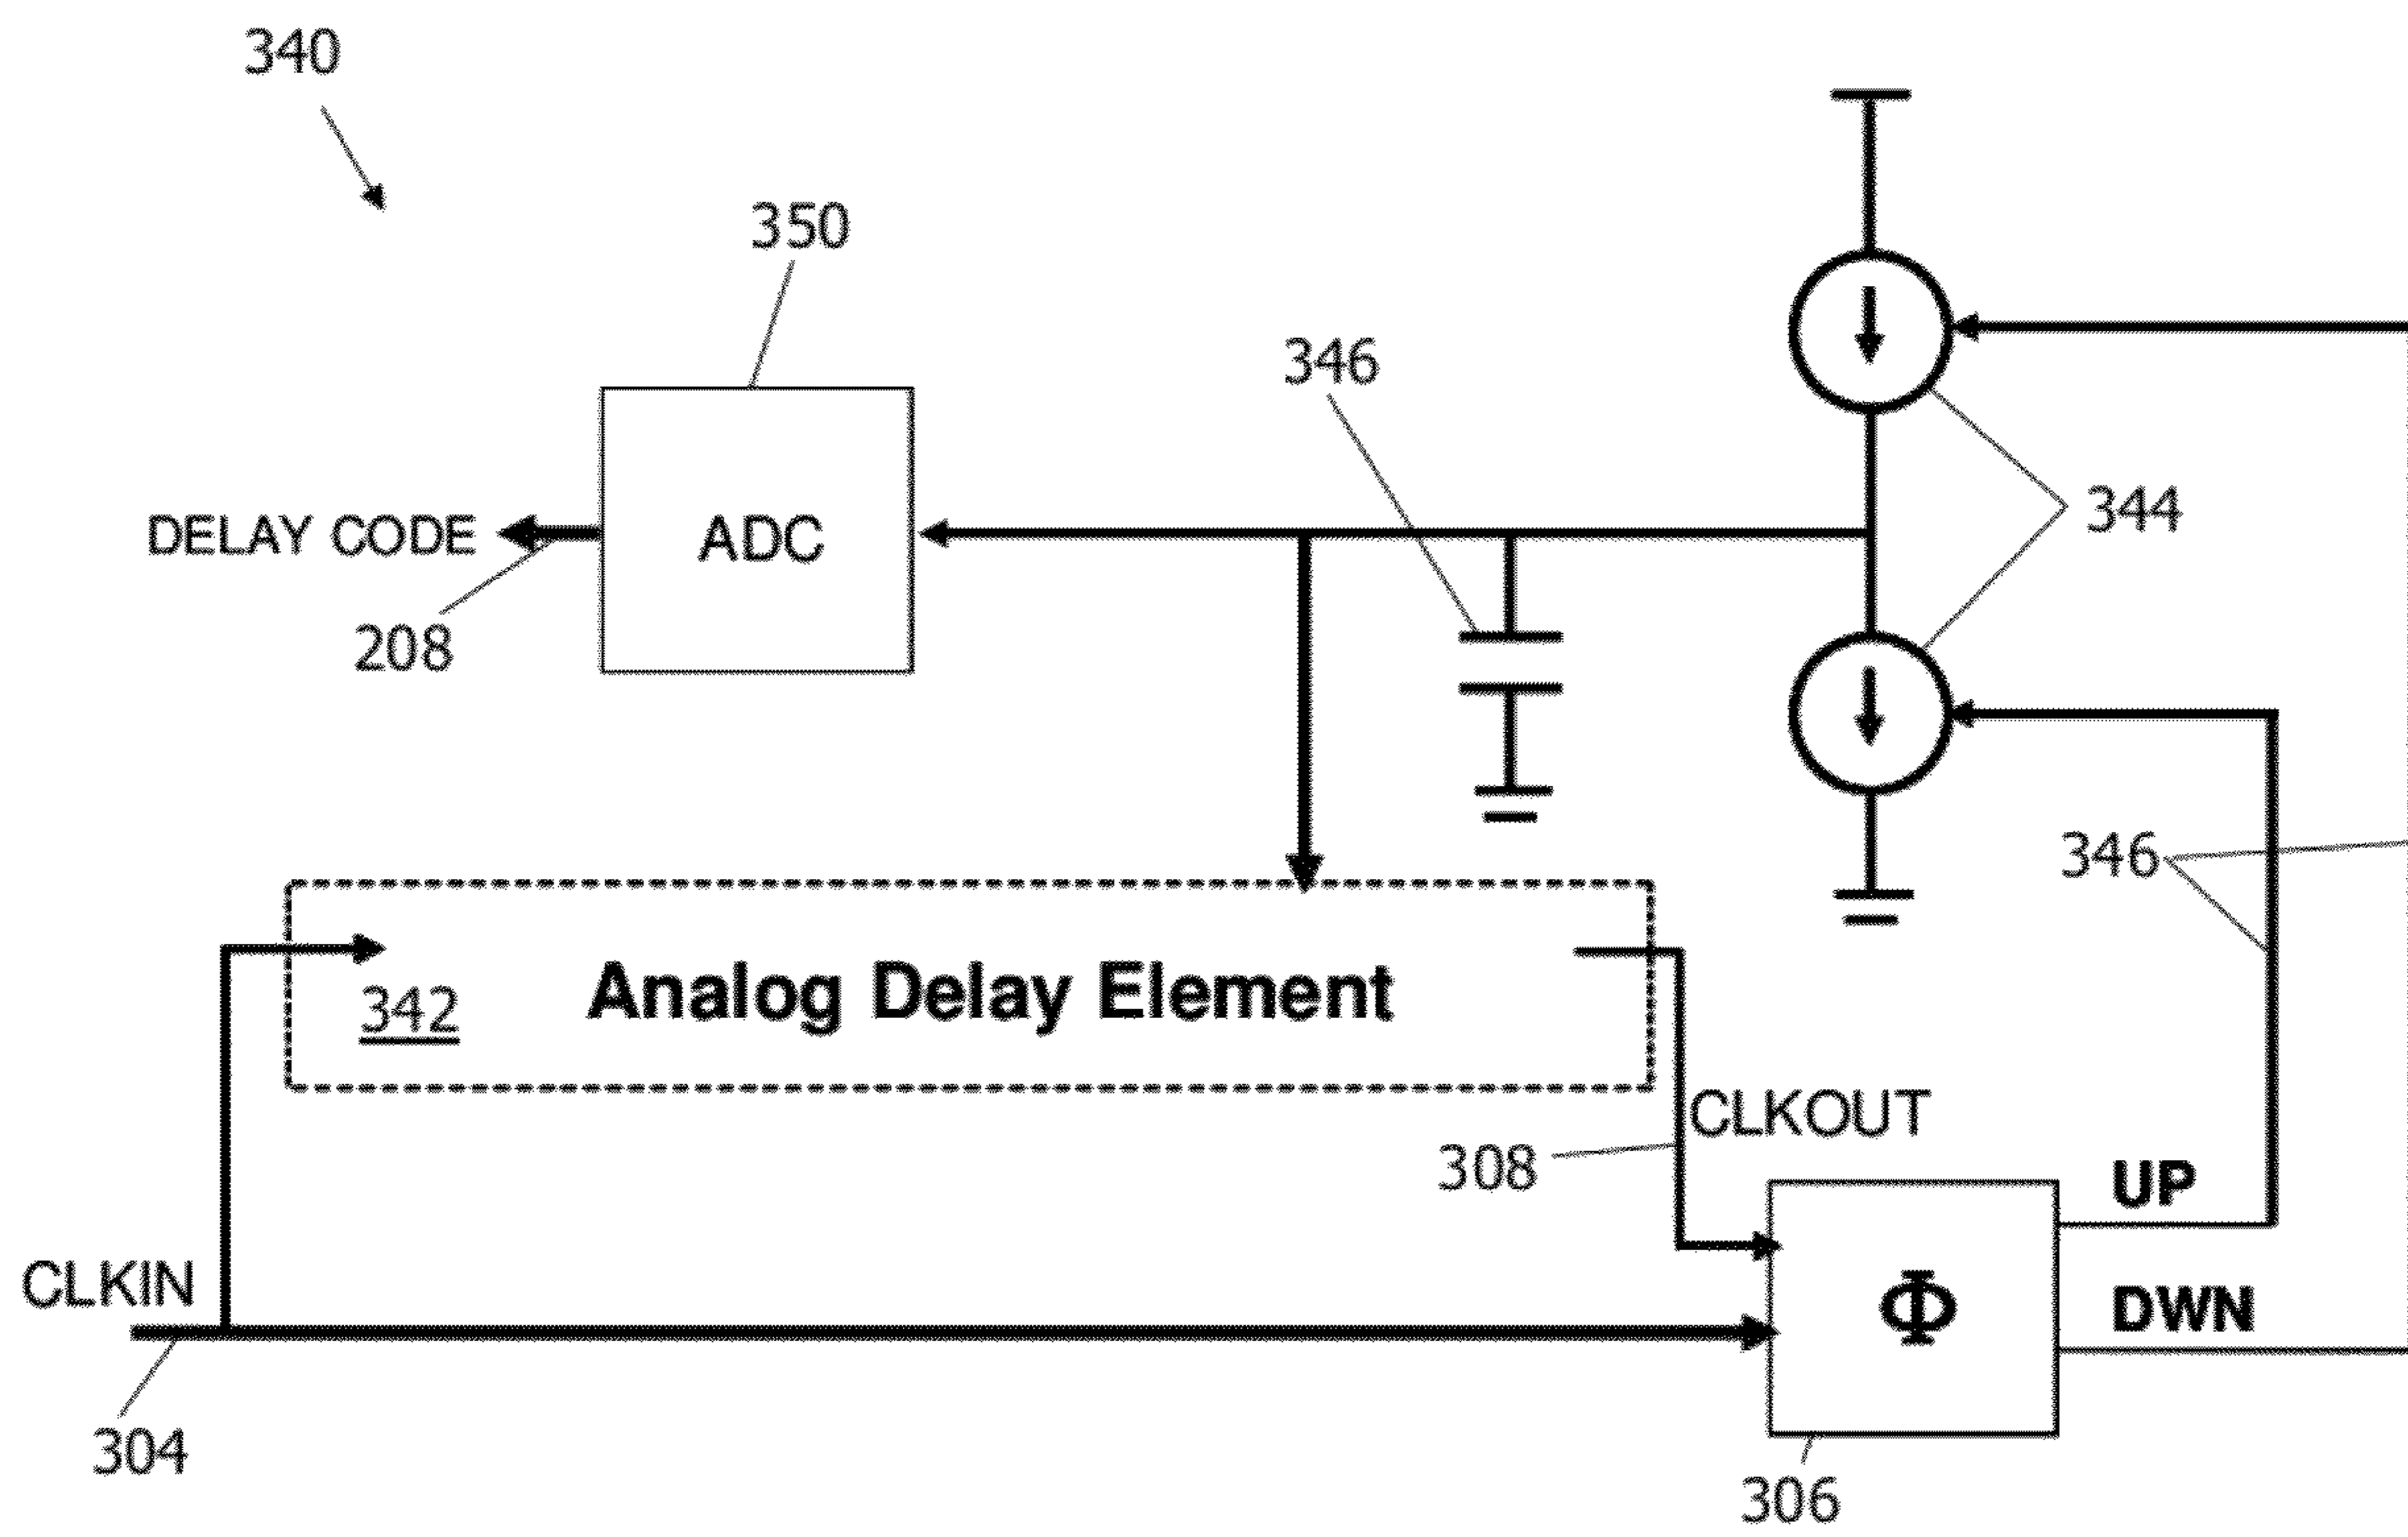 340
350
346
344
ADC
DELAY CODE
208
346
342 Analog Delay Element
CLKOUT
308
UP
CLKIN
Φ
DWN
304
306